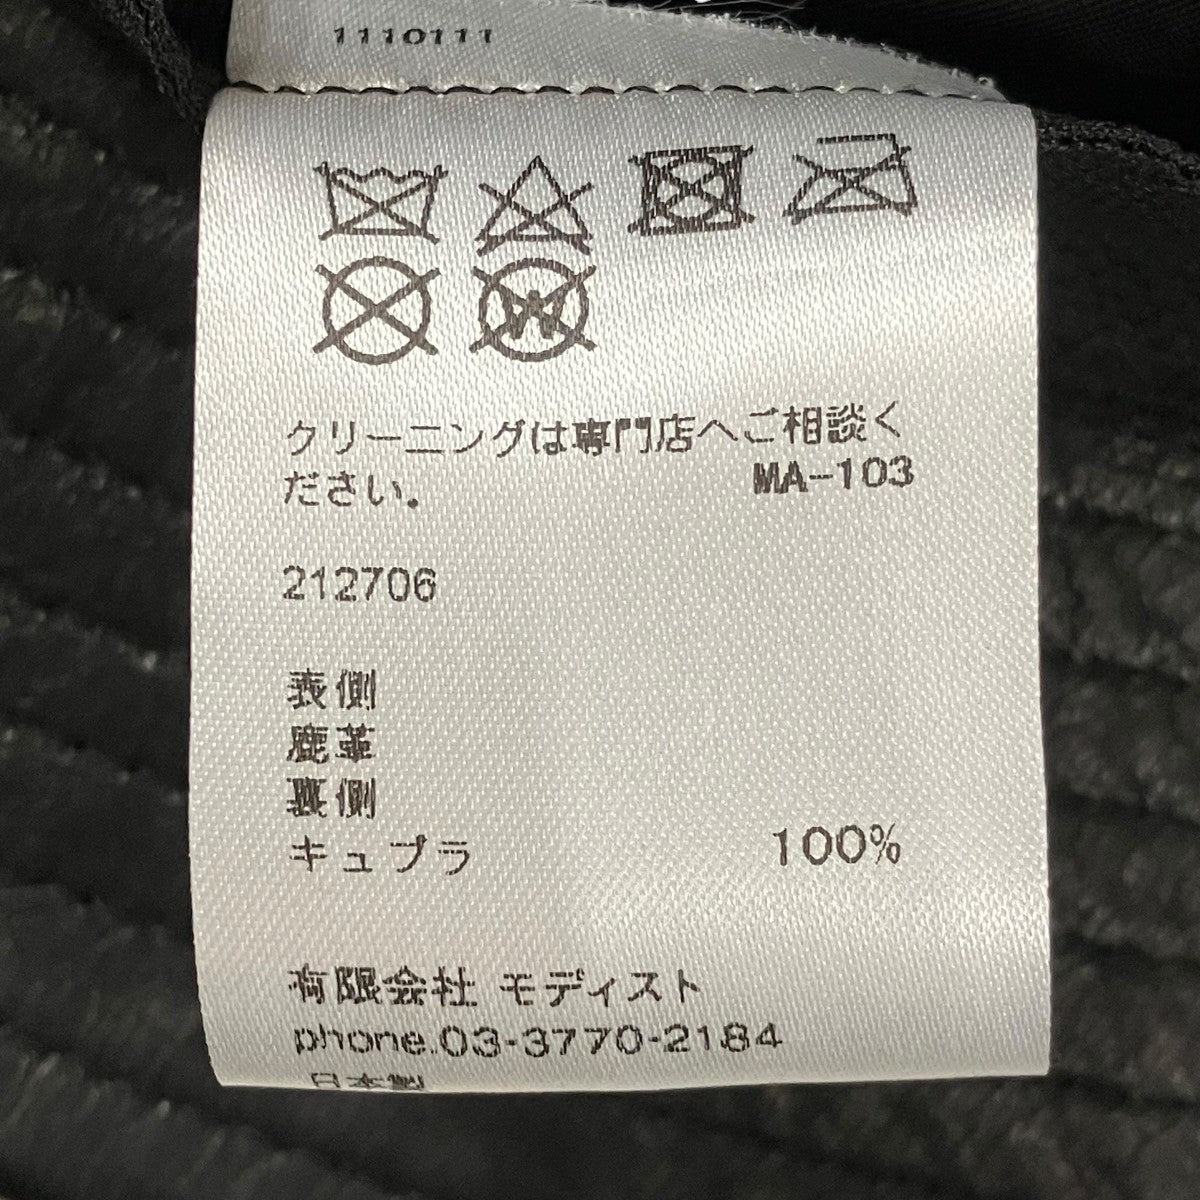 1110111
W
クリーニングは専門店へご相談く
ださい。 MA-103
212706
表側
鹿革
裏側
キュプラ 100%
有限会社 モディスト
phone.03-3770-2184
日本製